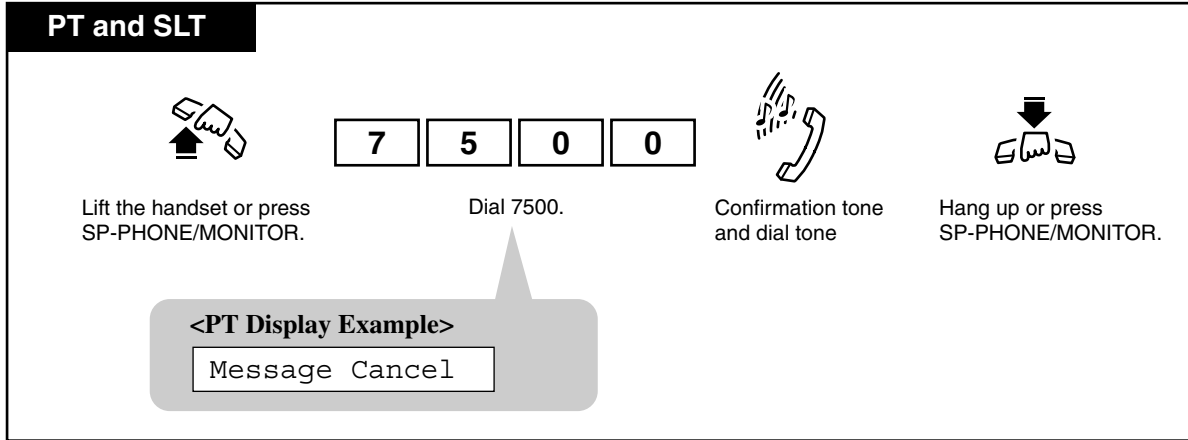 PT and SLT
7 5 0 0
Lift the handset or press
SP-PHONE/MONITOR.
Dial 7500.
Confirmation tone
and dial tone
Hang up or press
SP-PHONE/MONITOR.
<PT Display Example>
Message Cancel